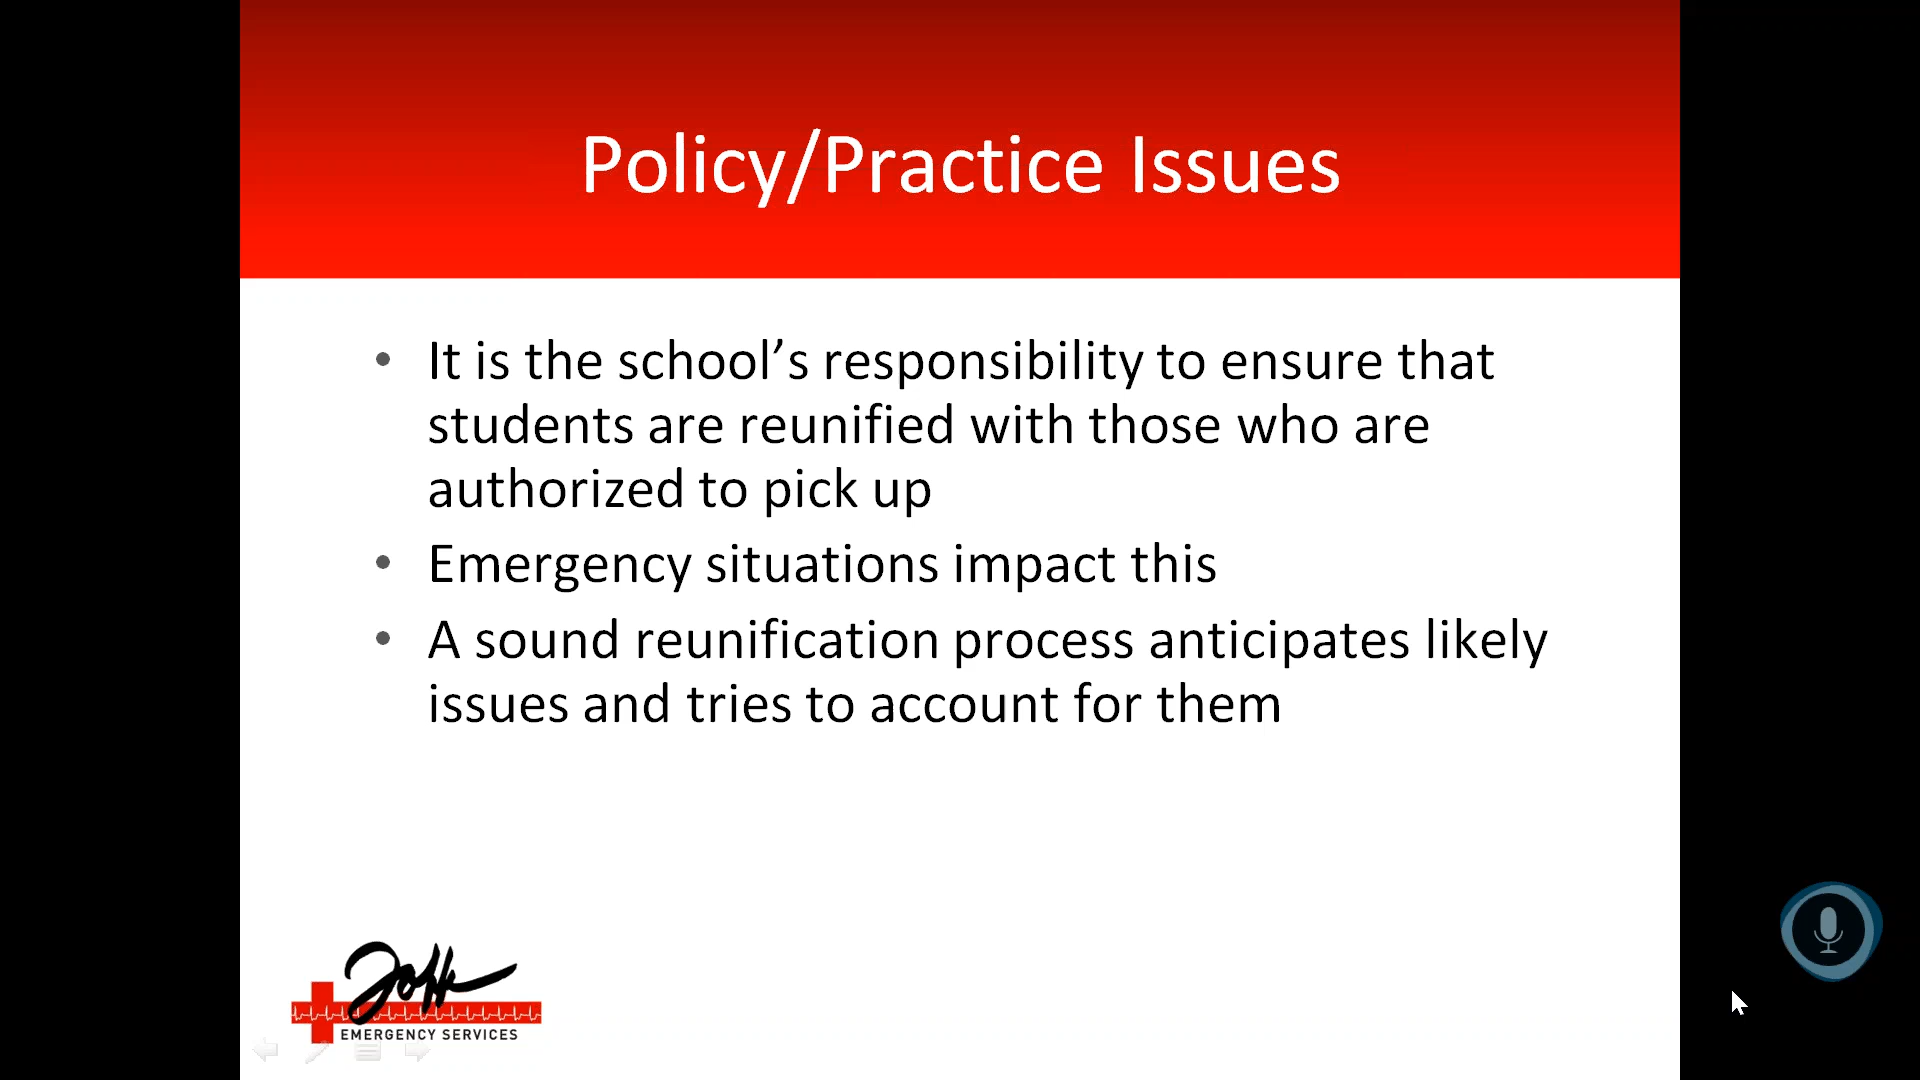 Policy/Practice Issues
• It is the school’s responsibility to ensure that
students are reunified with those who are
authorized to pick up
• Emergency situations impact this
• A sound reunification process anticipates likely
issues and tries to account for them
Joffe
EMERGENCY SERVICES